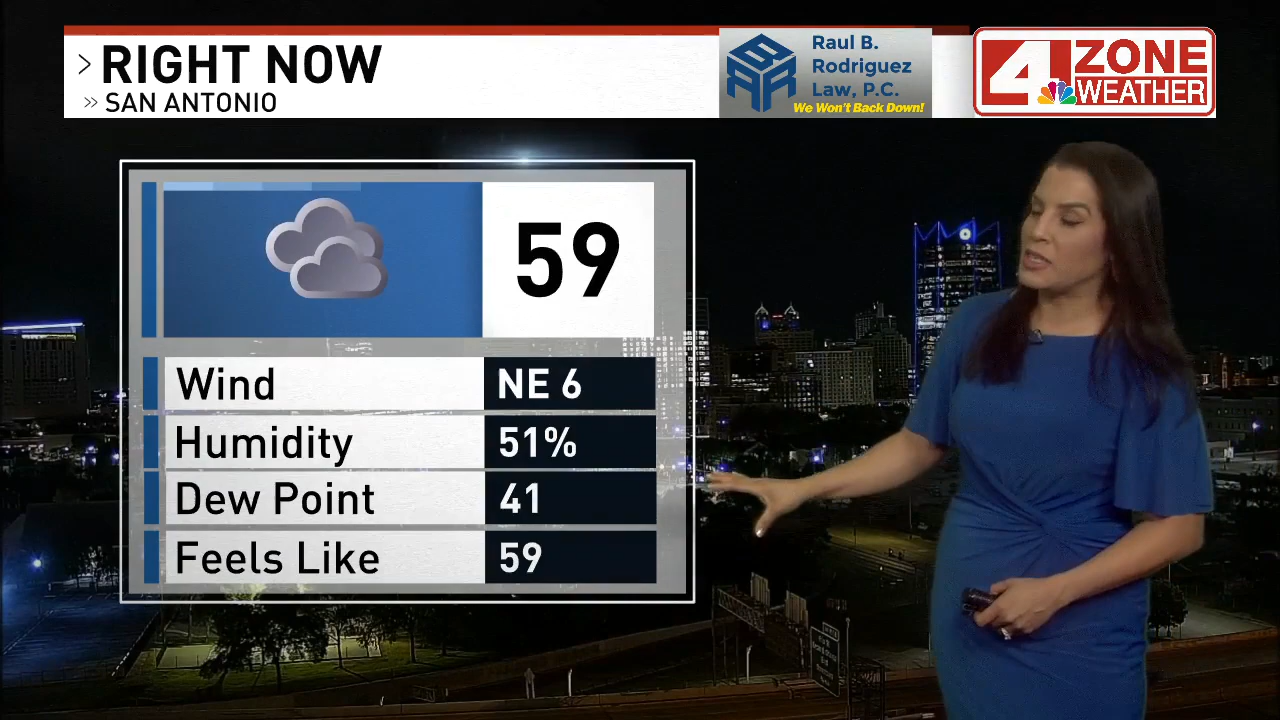 RIGHT NOW
SAN ANTONIO
Raul B.
Rodriguez
Law, P.C.
We Won't Back Down!
4
ZONE
WEATHER
59
Wind NE 6
Humidity 51%
Dew Point 41
Feels Like 59